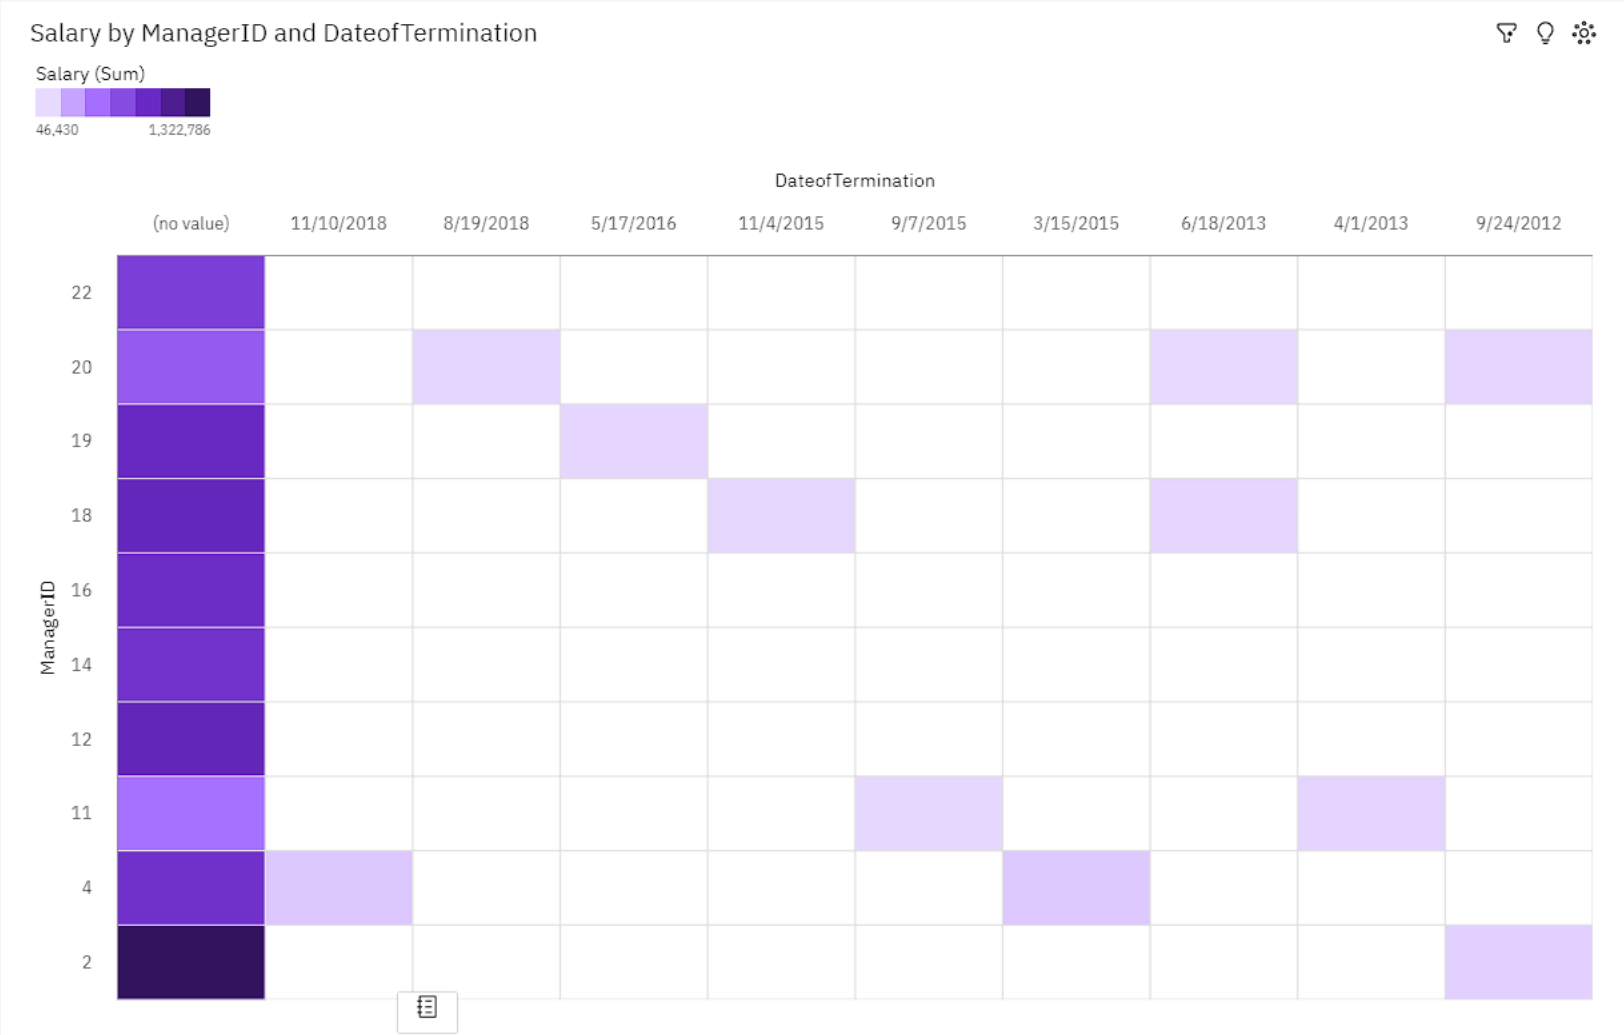 Salary by ManagerID and DateofTermination
Salary (Sum)
46,430 1,322,786
DateofTermination
(no value) 11/10/2018 8/19/2018 5/17/2016 11/4/2015 9/7/2015 3/15/2015 6/18/2013 4/1/2013 9/24/2012
ManagerID
22
20
19
18
16
14
12
11
4
2